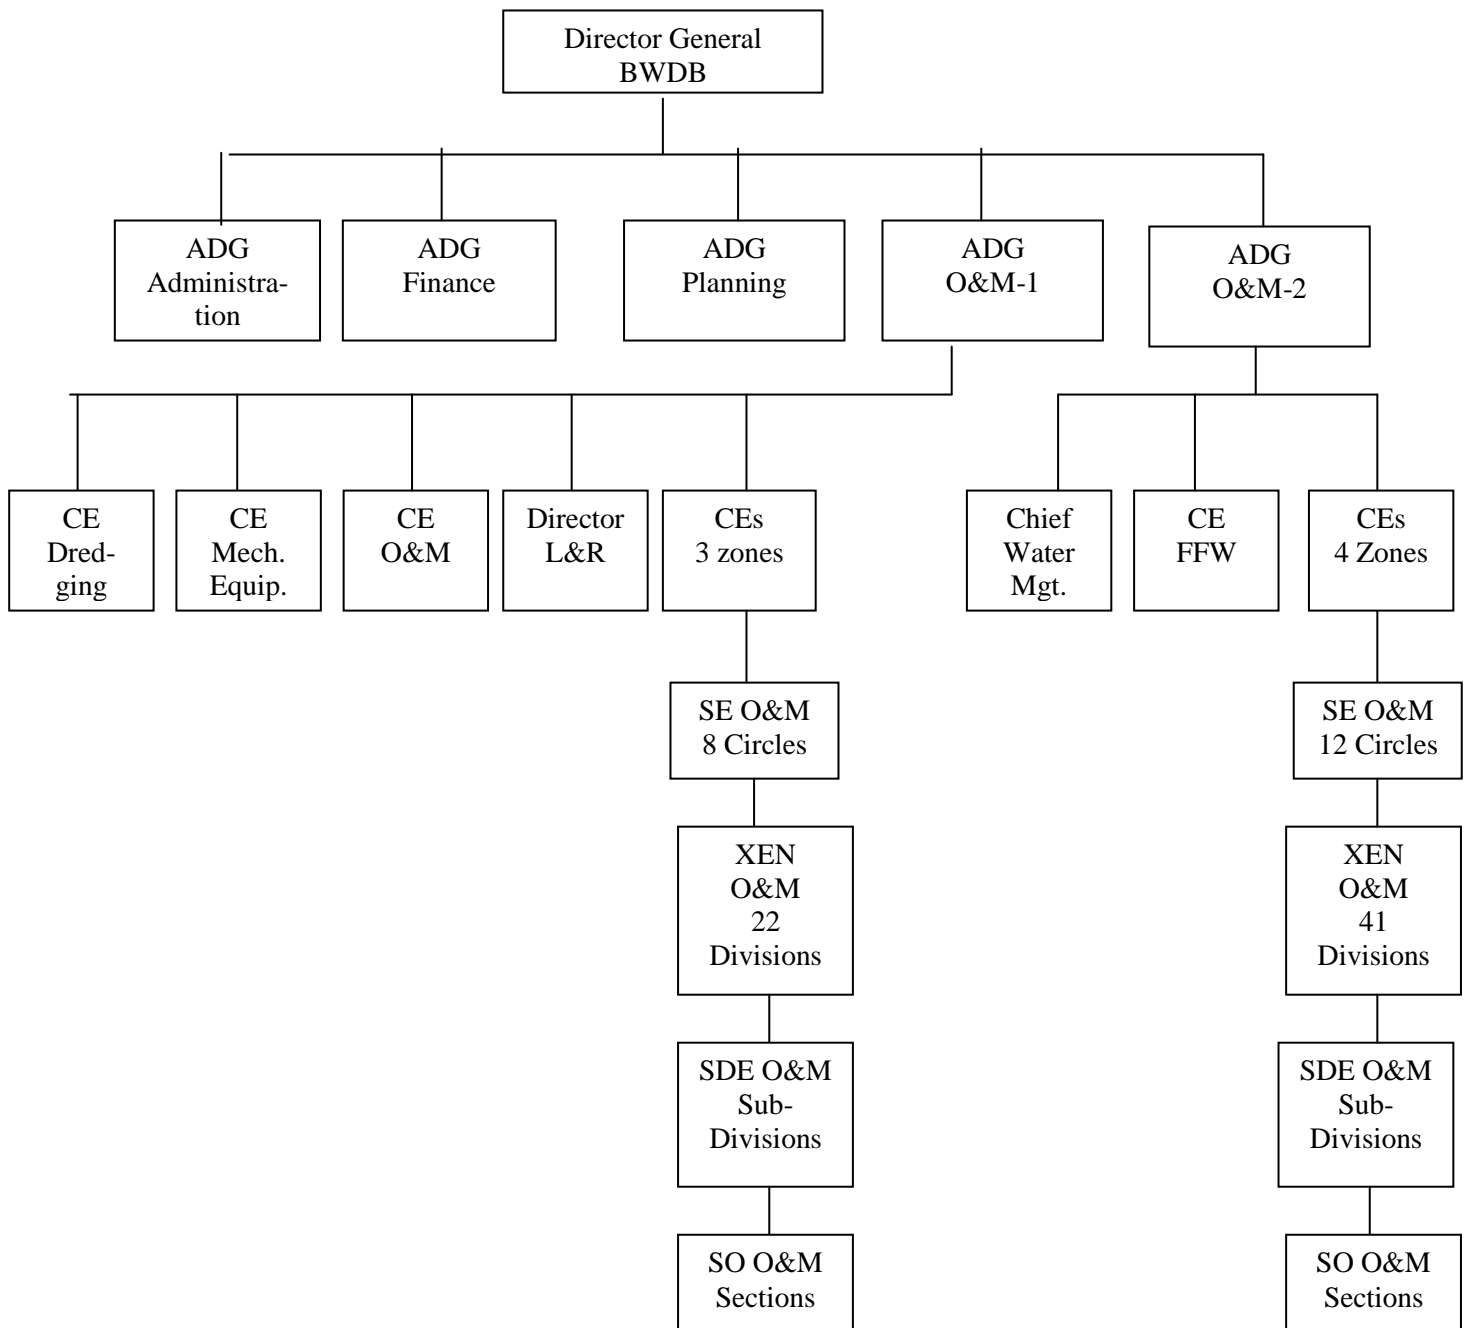 Director General
BWDB
ADG
Administra-
tion
ADG
Finance
ADG
Planning
ADG
O&M-1
ADG
O&M-2
CE
Dred-
ging
CE
Mech.
Equip.
CE
O&M
Director
L&R
CEs
3 zones
Chief
Water
Mgt.
CE
FFW
CEs
4 Zones
SE O&M
8 Circles
SE O&M
12 Circles
XEN
O&M
22
Divisions
XEN
O&M
41
Divisions
SDE O&M
Sub-
Divisions
SDE O&M
Sub-
Divisions
SO O&M
Sections
SO O&M
Sections